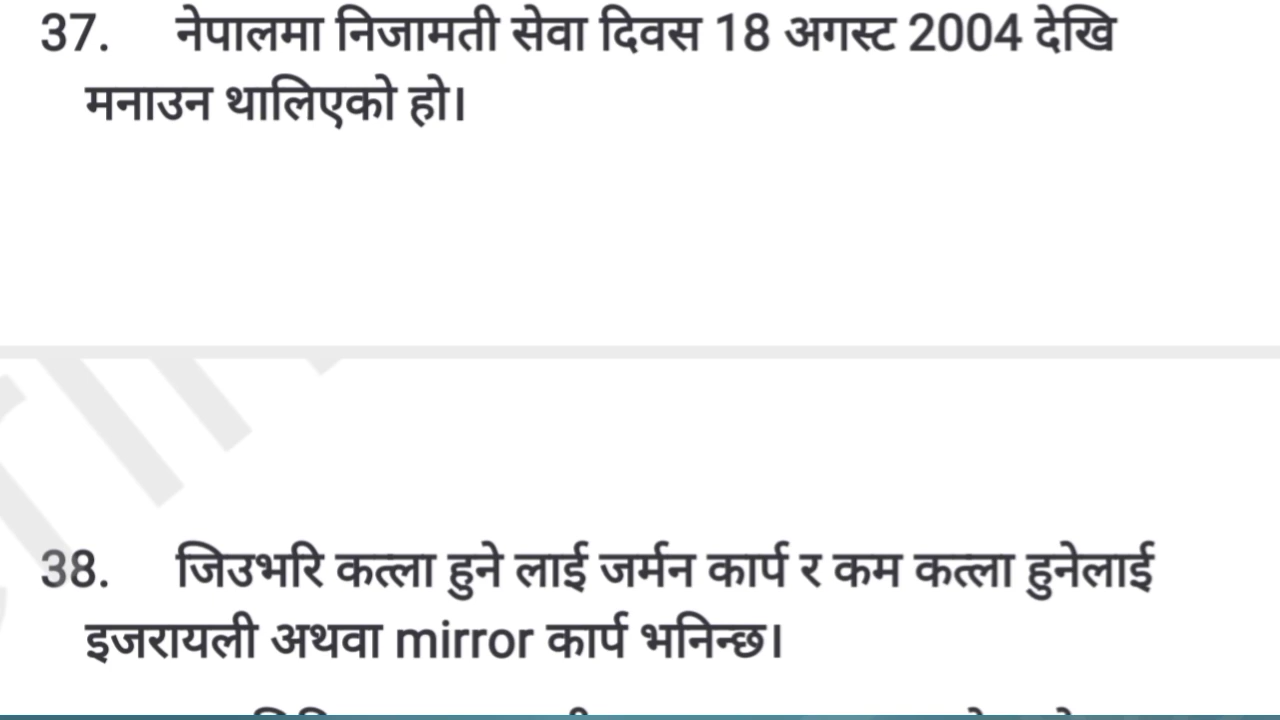 37. नेपालमा निजामती सेवा दिवस 18 अगस्ट 2004 देखि
मनाउन थालिएको हो।
38. जिउभरि कत्ला हुने लाई जर्मन कार्प र कम कत्ला हुनेलाई
इजरायली अथवा mirror कार्प भनिन्छ।